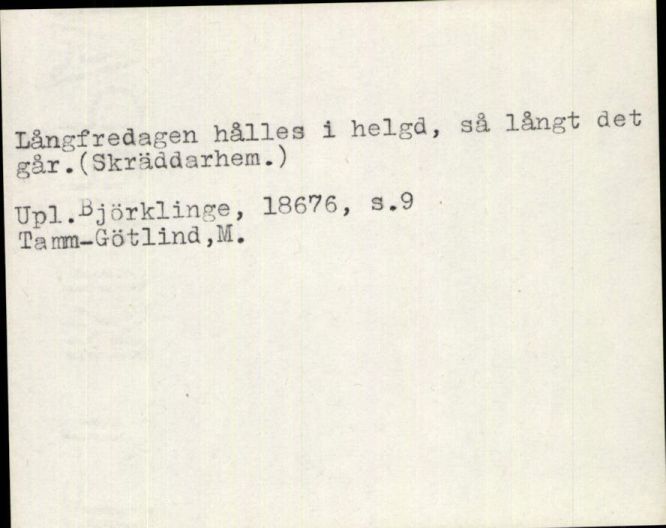 Långfredagen hålles i helgd, så långt det
går.(Skräddarhem.)
Upl.Björklinge, 18676, s.9
Tamm-Götlind,M.